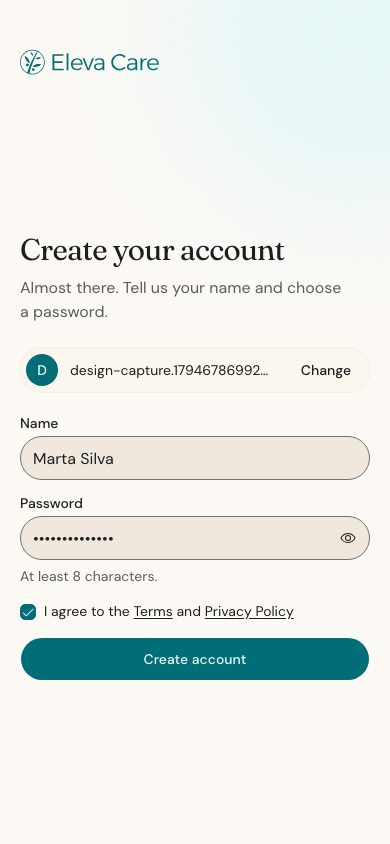 Eleva Care
Create your account
Almost there. Tell us your name and choose
a password.
D
design-capture.17946786992...
Change
Name
Marta Silva
Password
••••••••••••••
At least 8 characters.
I agree to the Terms and Privacy Policy
Create account